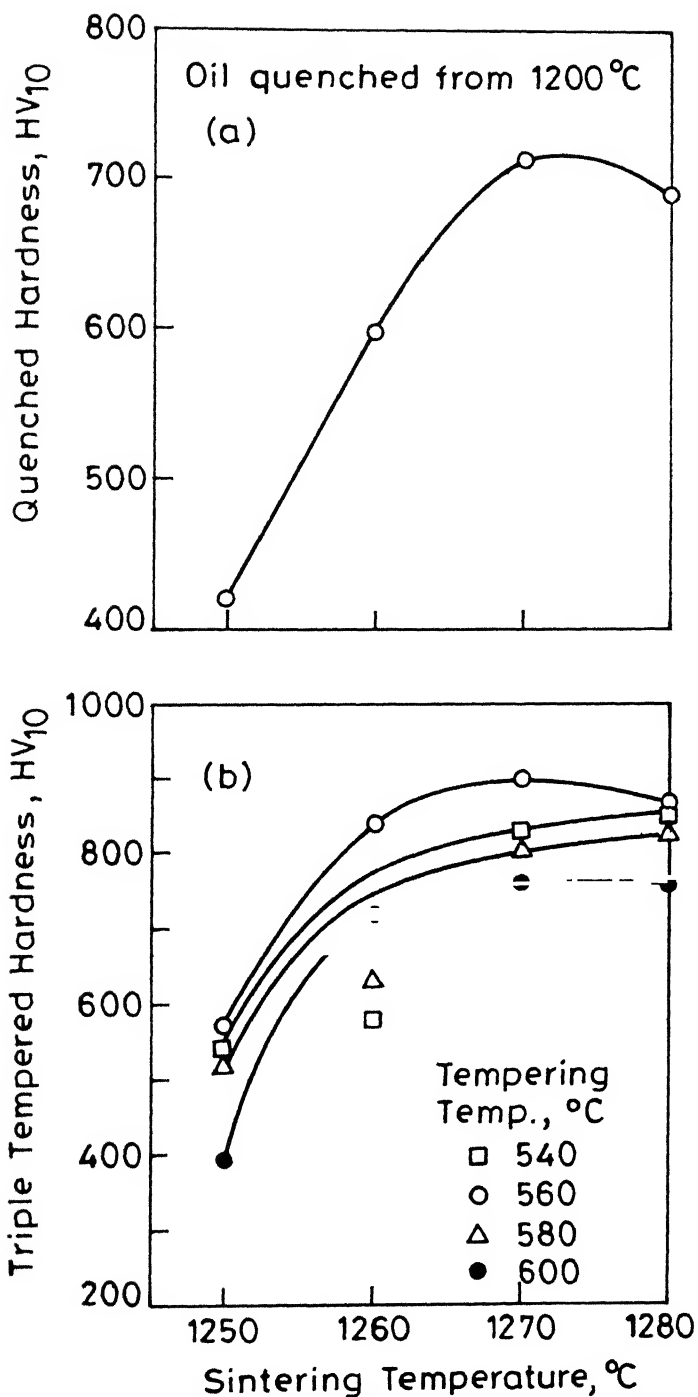 800
Oil quenched from 1200°C
(a)
700
600
500
400
Quenched Hardness, HV10
1000
(b)
800
600
400
200
Triple Tempered Hardness, HV10
Tempering
Temp., °C
540
560
580
600
1250 1260 1270 1280
Sintering Temperature, °C